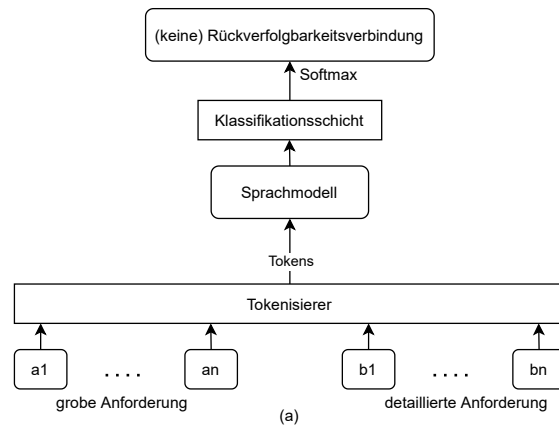 (keine) Rückverfolgbarkeitsverbindung
Softmax
Klassifikationsschicht
Sprachmodell
Tokens
Tokenisierer
a1 . . . . an b1 . . . . bn
grobe Anforderung detaillierte Anforderung
(a)